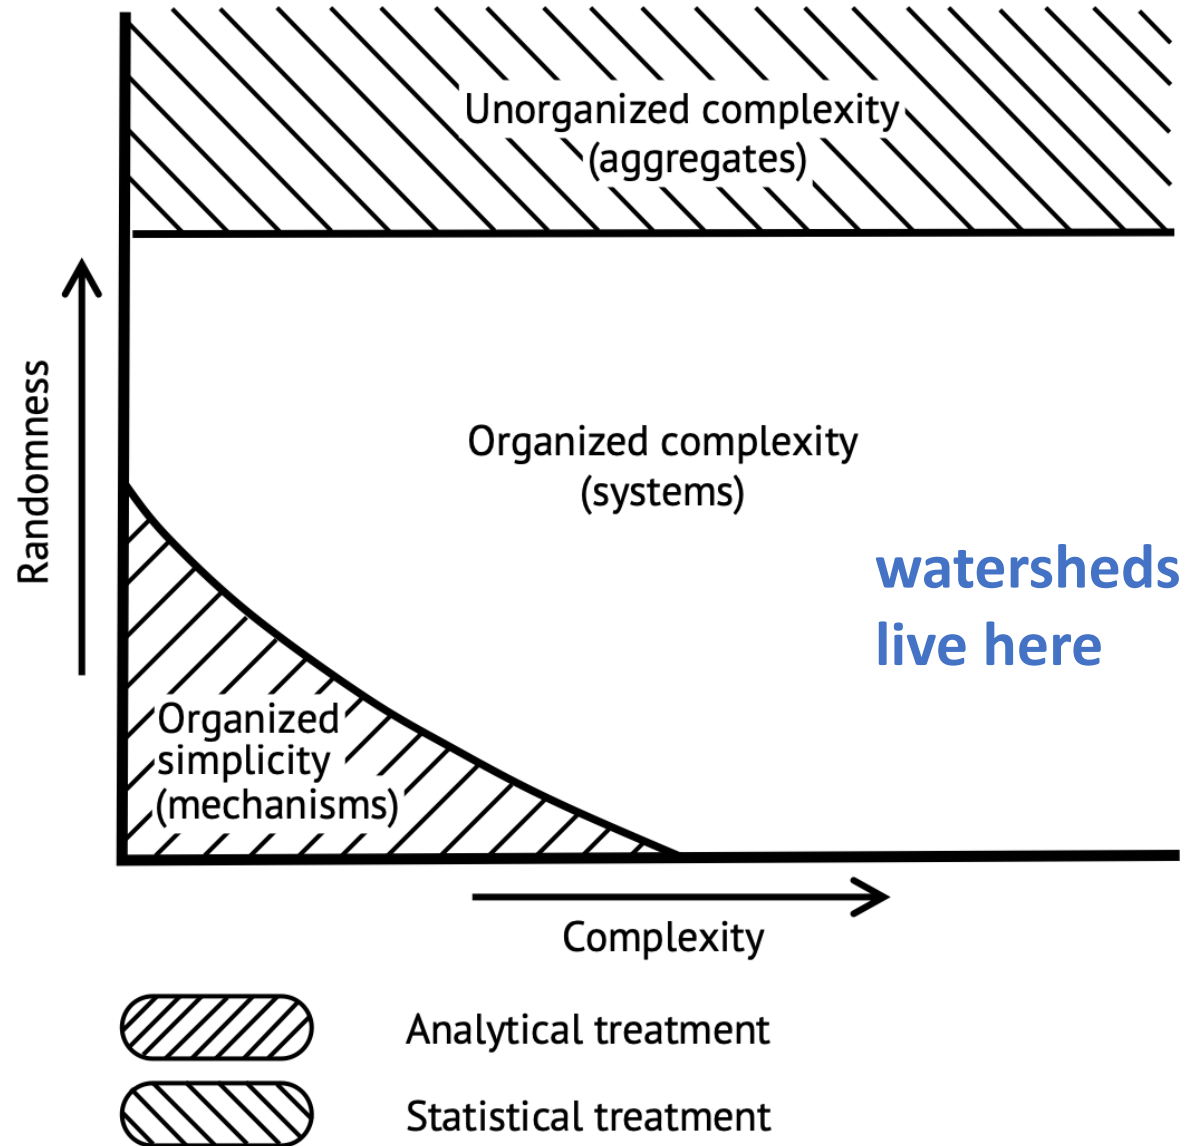 Unorganized complexity
(aggregates)
Randomness
Organized complexity
(systems)
watersheds
live here
Organized
simplicity
(mechanisms)
Complexity
Analytical treatment
Statistical treatment